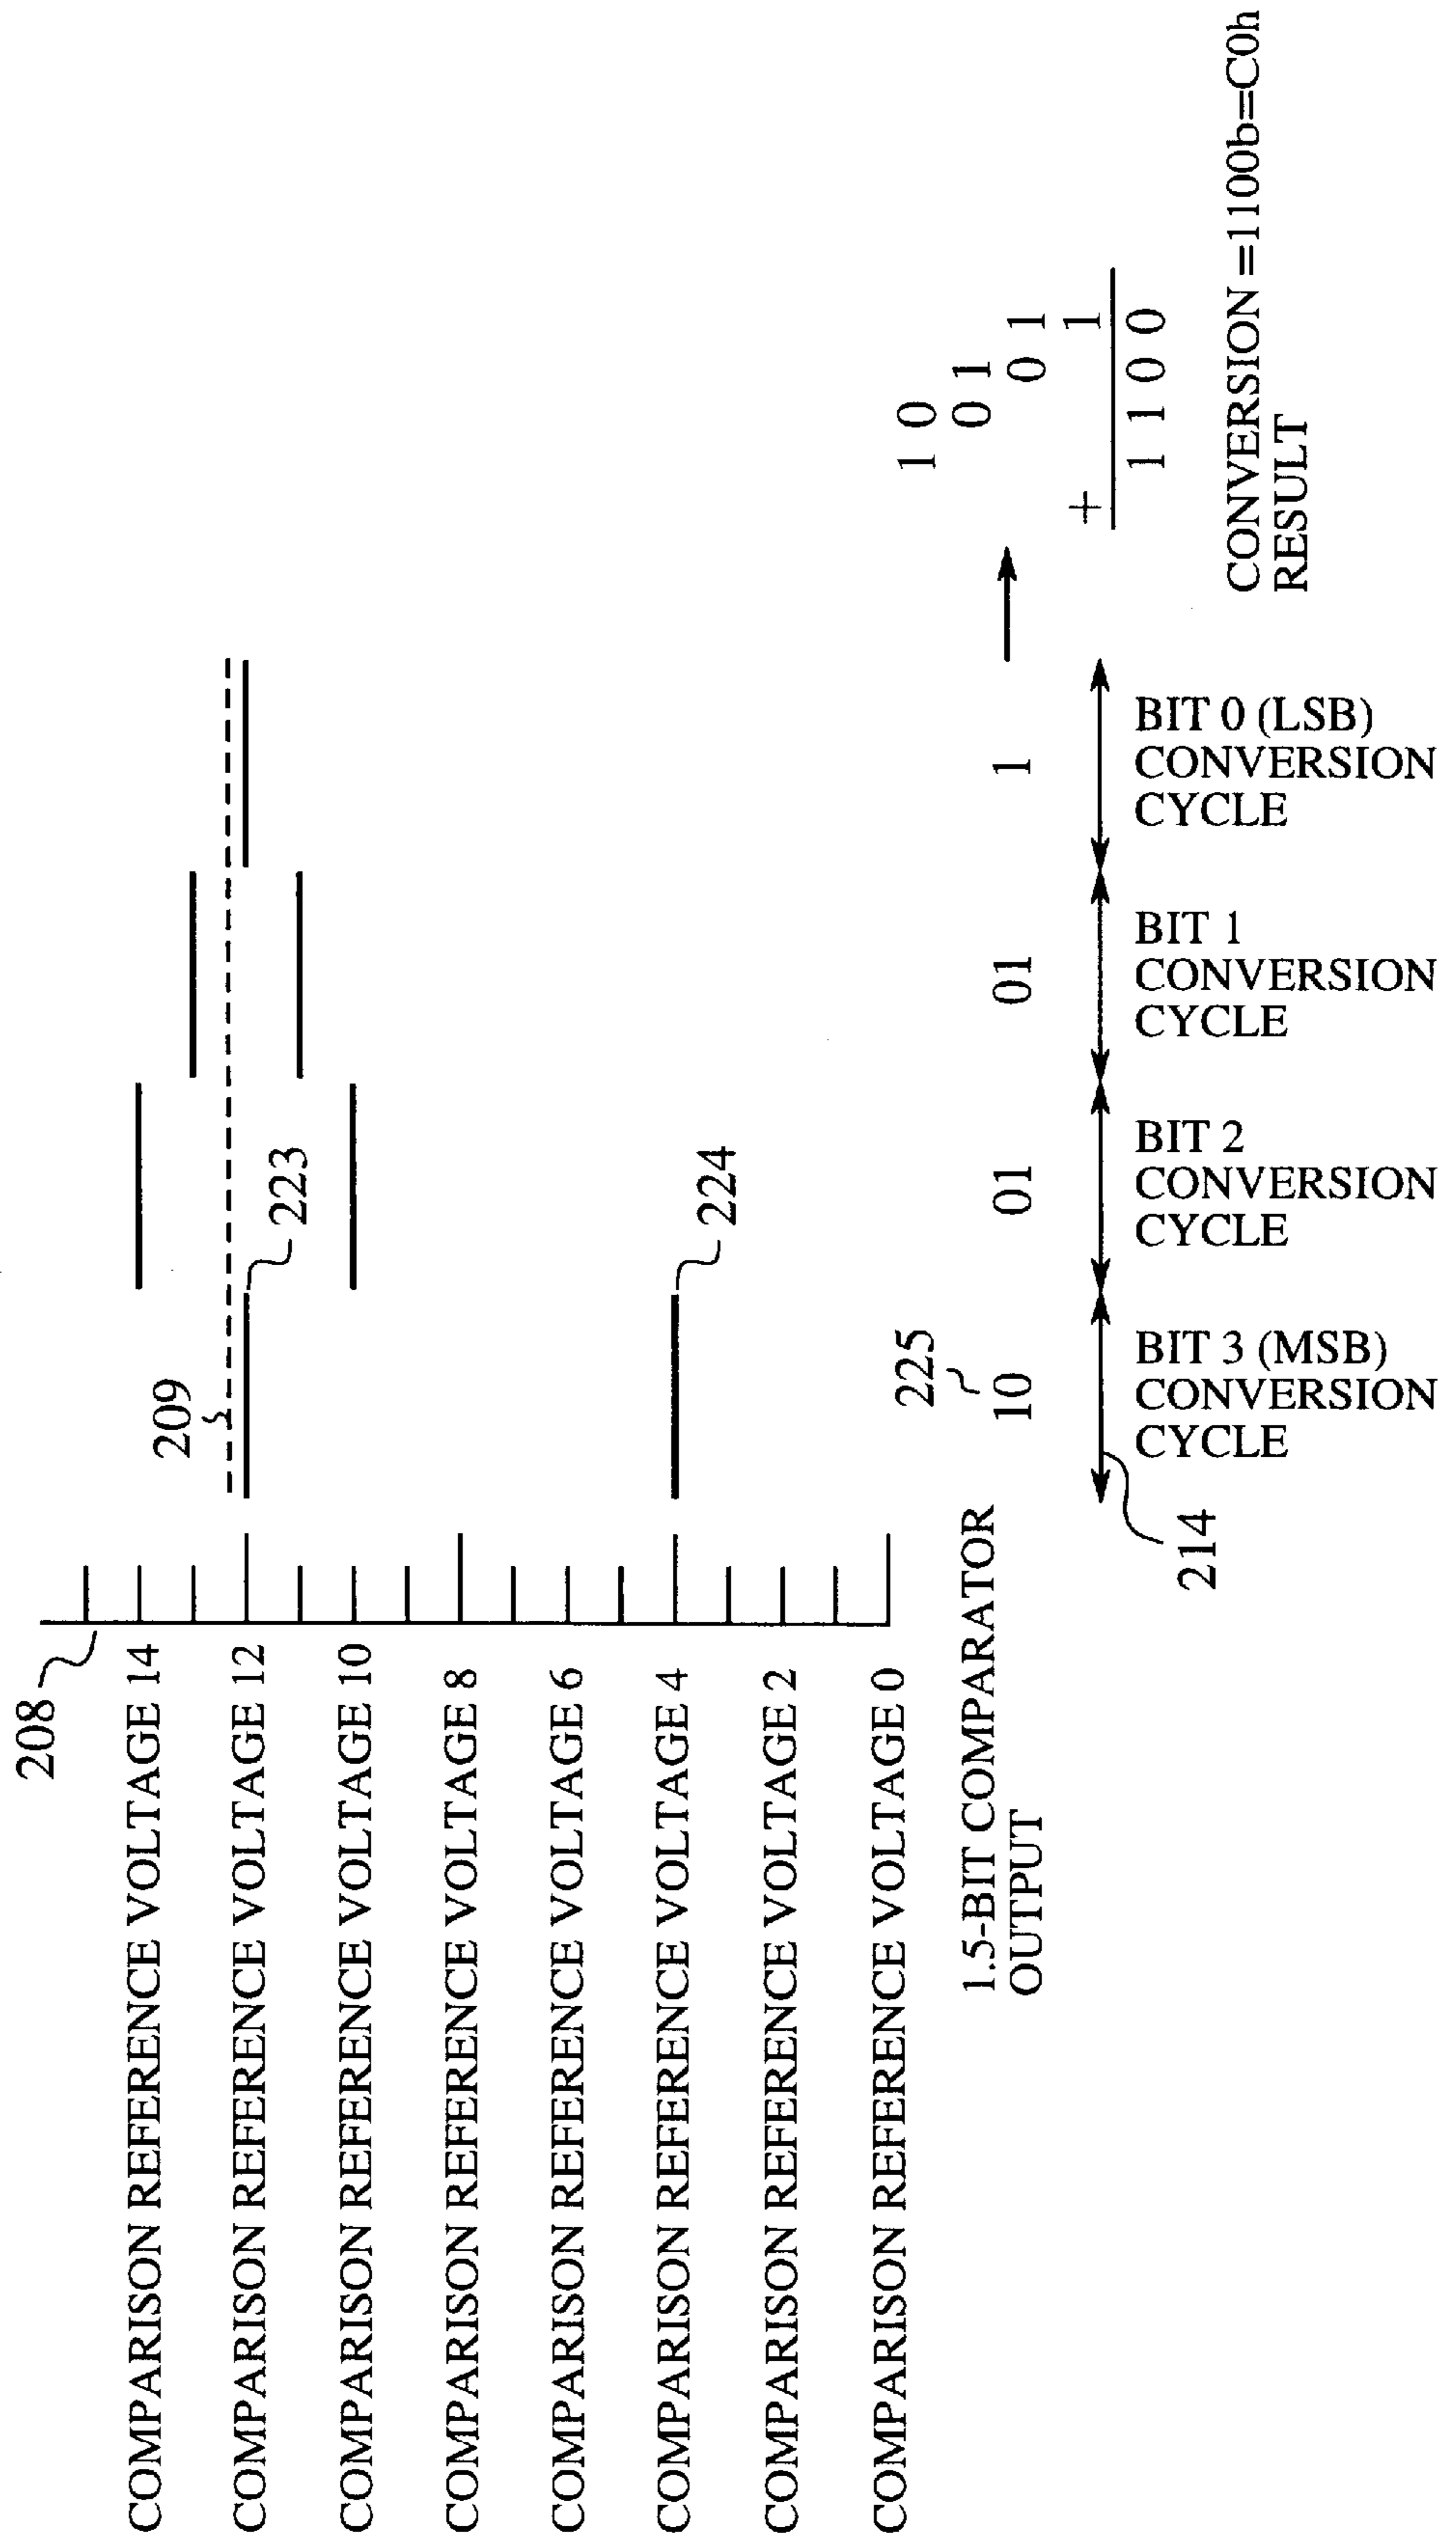 208
COMPARISON REFERENCE VOLTAGE 14
COMPARISON REFERENCE VOLTAGE 12
COMPARISON REFERENCE VOLTAGE 10
COMPARISON REFERENCE VOLTAGE 8
COMPARISON REFERENCE VOLTAGE 6
COMPARISON REFERENCE VOLTAGE 4
COMPARISON REFERENCE VOLTAGE 2
COMPARISON REFERENCE VOLTAGE 0
209
223
224
225
1.5-BIT COMPARATOR
OUTPUT
10 01 01 1
214
BIT 3 (MSB)
CONVERSION
CYCLE
BIT 2
CONVERSION
CYCLE
BIT 1
CONVERSION
CYCLE
BIT 0 (LSB)
CONVERSION
CYCLE
1 0
0 1
0 1
+ 1
1 1 0 0
CONVERSION =1100b=C0h
RESULT